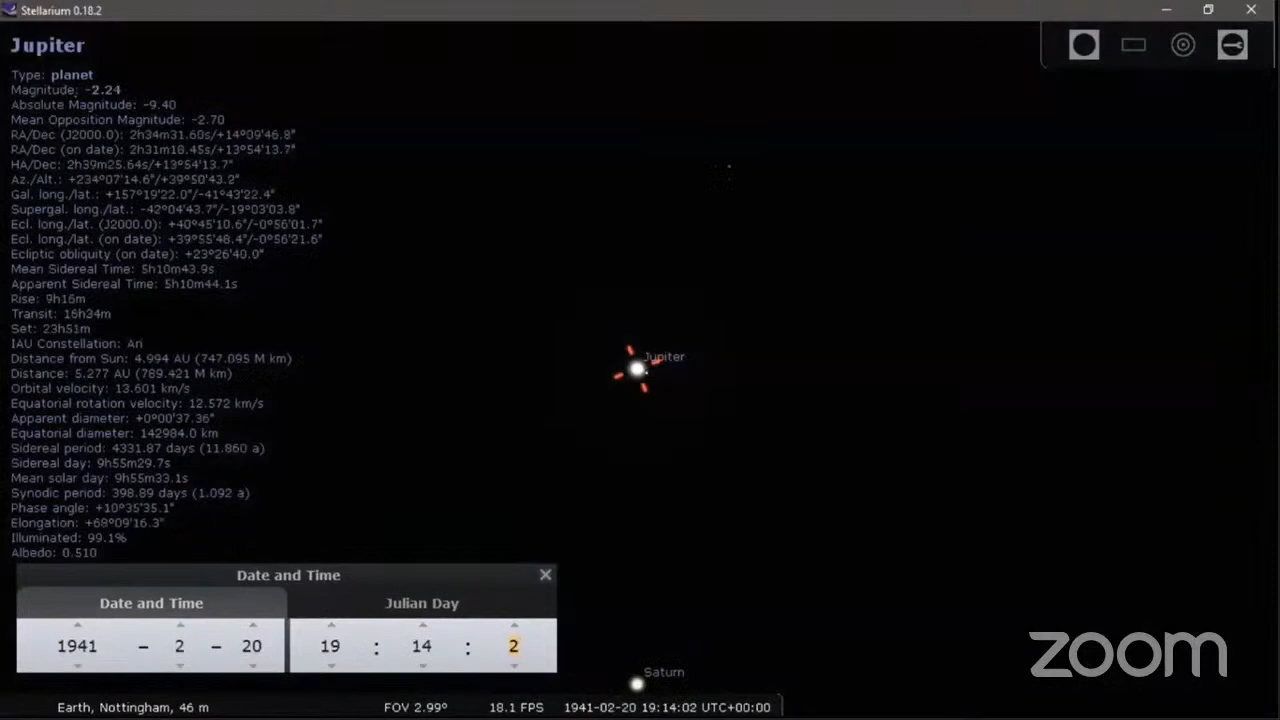 Stellarium 0.18.2
Jupiter
Type: planet
Magnitude: -2.24
Absolute Magnitude: -9.40
Mean Opposition Magnitude: -2.70
RA/Dec (J2000.0): 2h34m31.60s/+14°09'46.8"
RA/Dec (on date): 2h31m18.45s/+13°54'13.7"
HA/Dec: 2h39m25.64s/+13°54'13.7"
Az./Alt.: +234°07'14.6"/+39°50'43.2"
Gal. long./lat.: +157°19'22.0"/-41°43'22.4"
Supergal. long./lat.: -42°04'43.7"/-19°03'03.8"
Ecl. long./lat. (J2000.0): +40°45'10.6"/-0°56'01.7"
Ecl. long./lat. (on date): +39°55'48.4"/-0°56'21.6"
Ecliptic obliquity (on date): +23°26'40.0"
Mean Sidereal Time: 5h10m43.9s
Apparent Sidereal Time: 5h10m44.1s
Rise: 9h16m
Transit: 16h34m
Set: 23h51m
IAU Constellation: Ari
Distance from Sun: 4.994 AU (747.095 M km)
Distance: 5.277 AU (789.421 M km)
Orbital velocity: 13.601 km/s
Equatorial rotation velocity: 12.572 km/s
Apparent diameter: +0°00'37.36"
Equatorial diameter: 142984.0 km
Sidereal period: 4331.87 days (11.860 a)
Sidereal day: 9h55m29.7s
Mean solar day: 9h55m33.1s
Synodic period: 398.89 days (1.092 a)
Phase angle: +10°35'35.1"
Elongation: +68°09'16.3"
Illuminated: 99.1%
Albedo: 0.510
Jupiter
Date and Time
Date and Time Julian Day
1941 - 2 - 20 19 : 14 : 2
Saturn
zoom
Earth, Nottingham, 46 m FOV 2.99° 18.1 FPS 1941-02-20 19:14:02 UTC+00:00